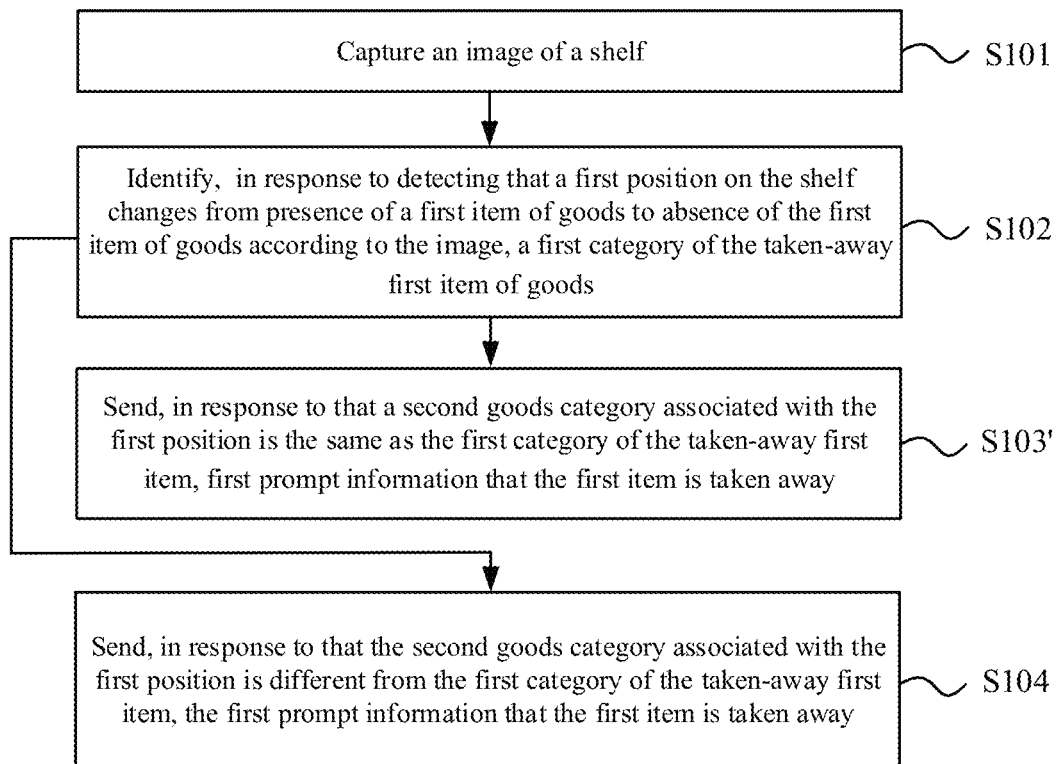 Capture an image of a shelf
S101
Identify, in response to detecting that a first position on the shelf
changes from presence of a first item of goods to absence of the first
item of goods according to the image, a first category of the taken-away
first item of goods
S102
Send, in response to that a second goods category associated with the
first position is the same as the first category of the taken-away first
item, first prompt information that the first item is taken away
S103'
Send, in response to that the second goods category associated with the
first position is different from the first category of the taken-away first
item, the first prompt information that the first item is taken away
S104